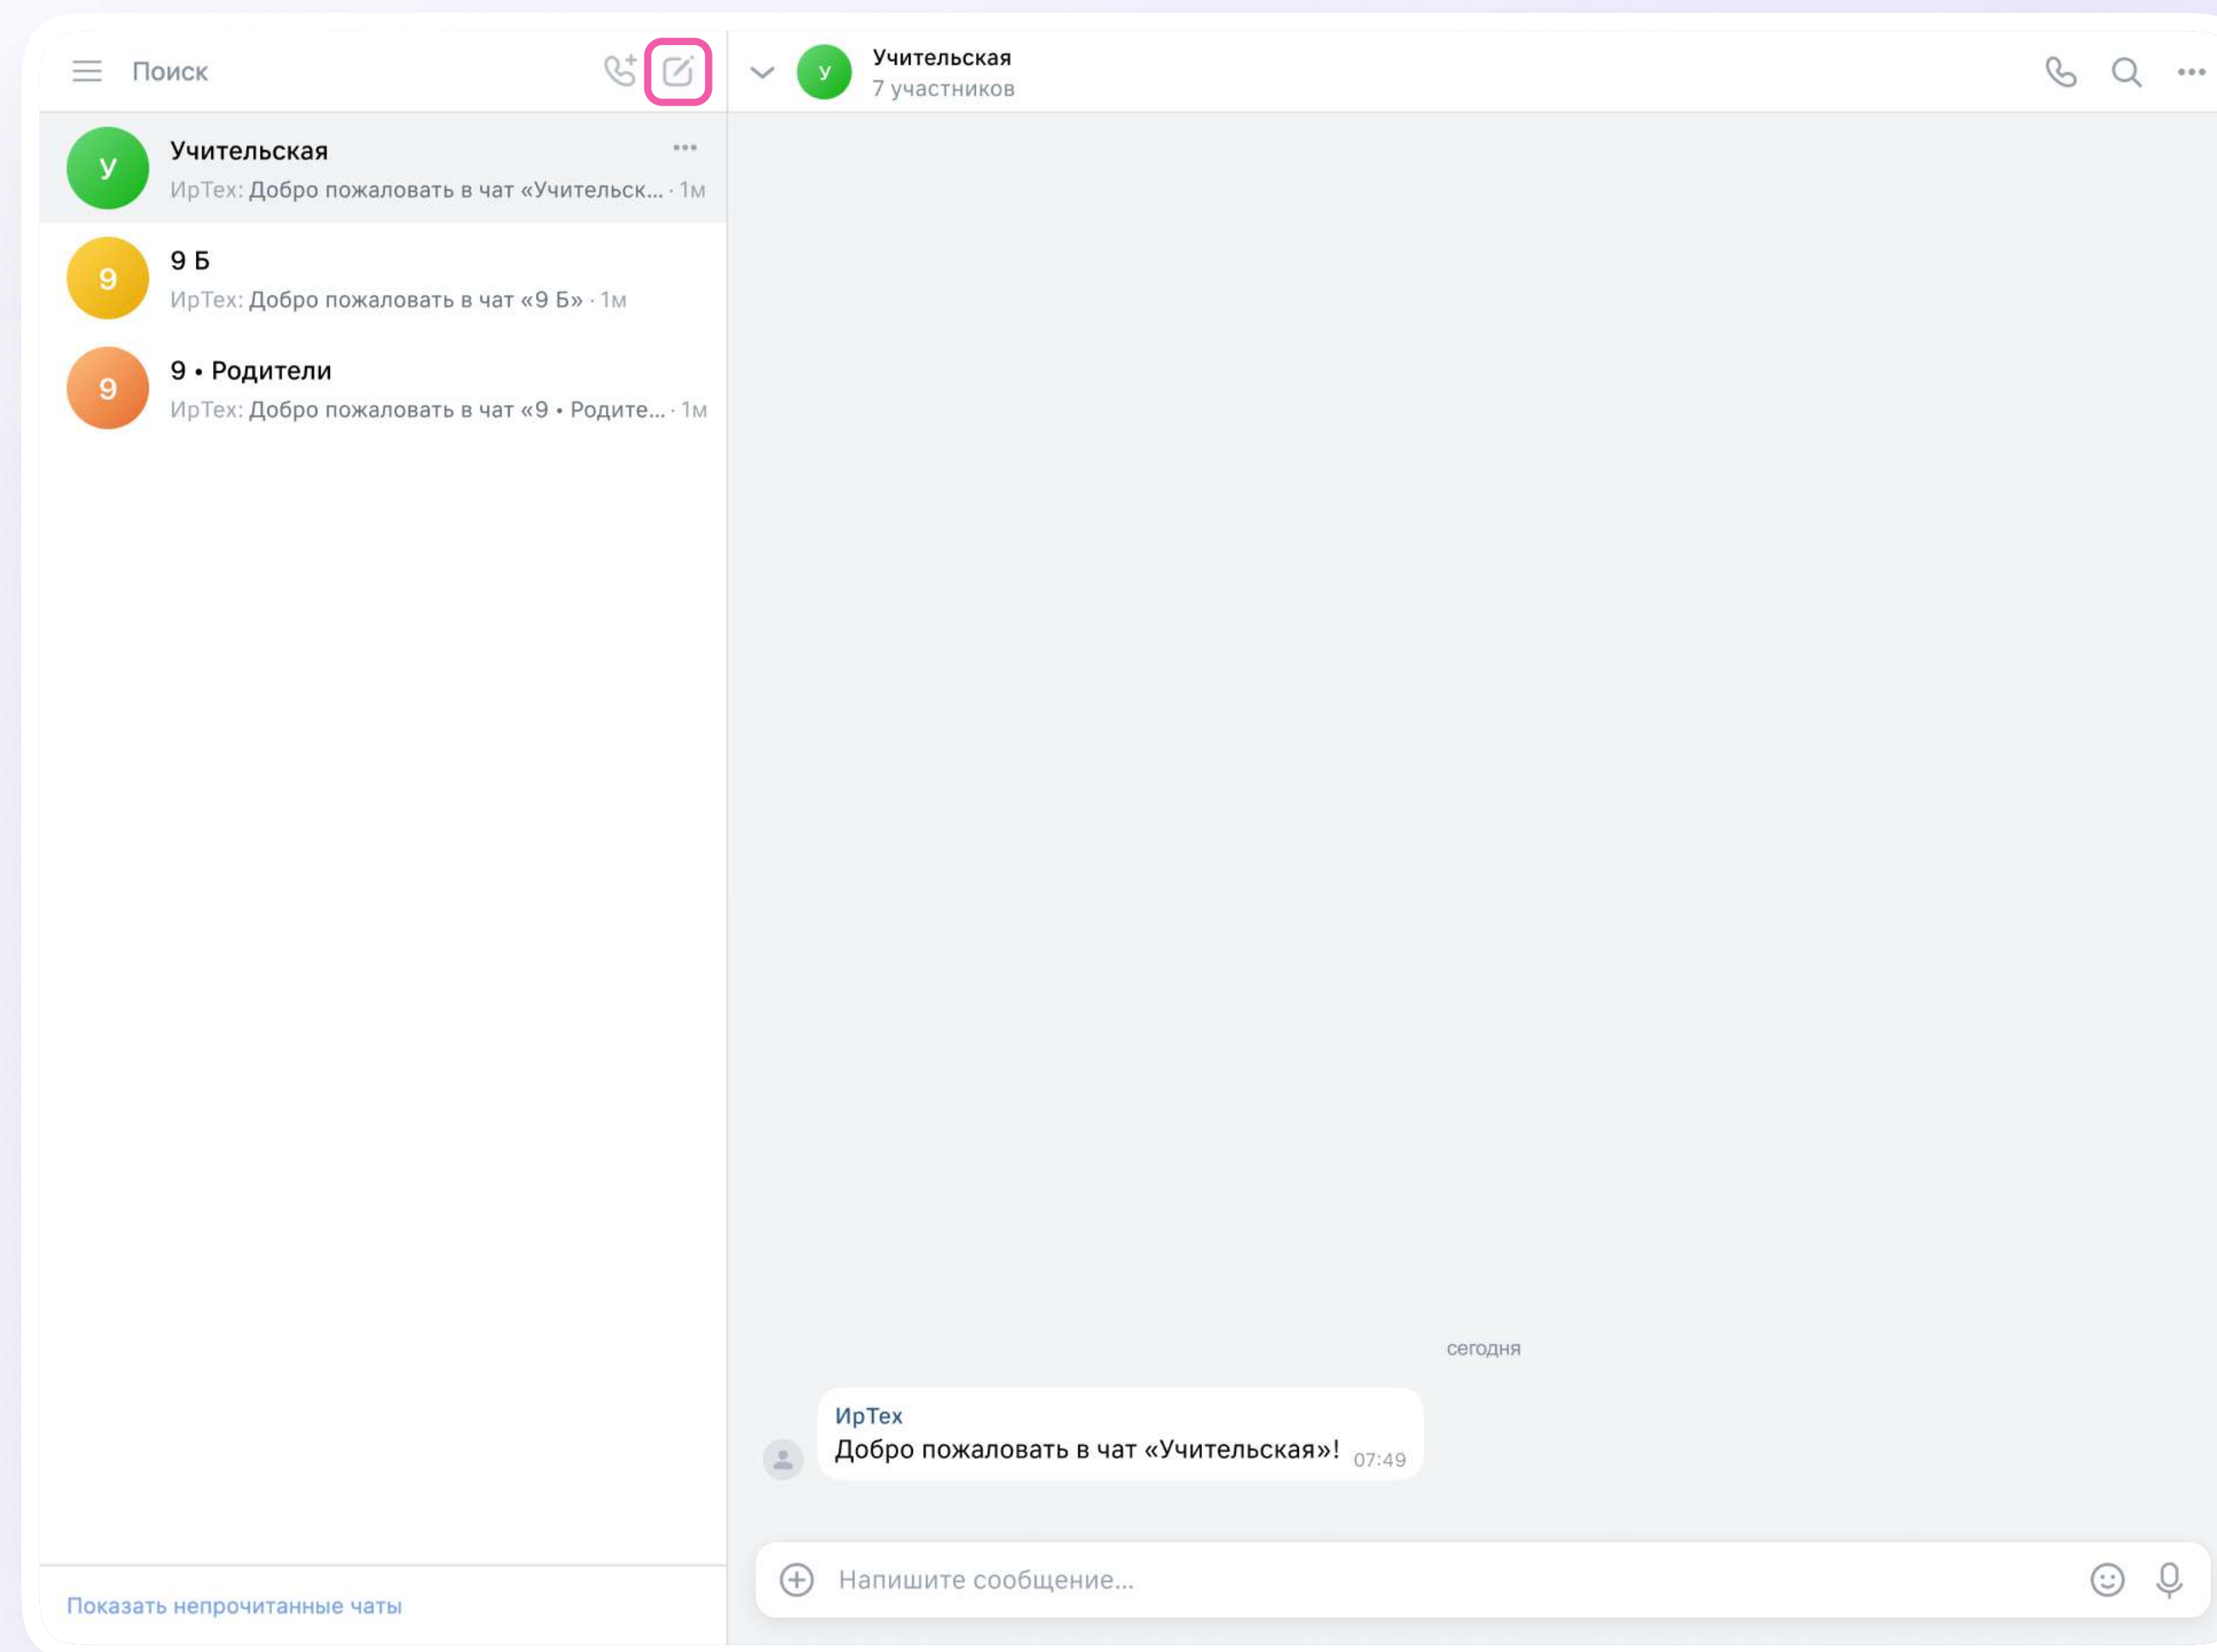 Поиск
У
Учительская
ИрТех: Добро пожаловать в чат «Учительск... · 1м
9
9 Б
ИрТех: Добро пожаловать в чат «9 Б» · 1м
9
9 • Родители
ИрТех: Добро пожаловать в чат «9 • Родите... · 1м
Показать непрочитанные чаты
У
Учительская
7 участников
сегодня
ИрТех
Добро пожаловать в чат «Учительская»! 07:49
Напишите сообщение...